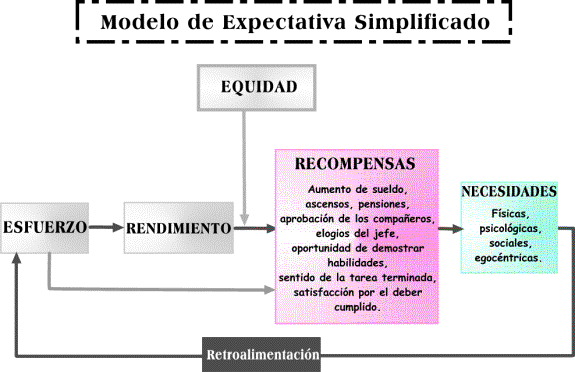 Modelo de Expectativa Simplificado
EQUIDAD
ESFUERZO
RENDIMIENTO
RECOMPENSAS
Aumento de sueldo,
ascensos, pensiones,
aprobación de los compañeros,
elogios del jefe,
oportunidad de demostrar
habilidades,
sentido de la tarea terminada,
satisfacción por el deber
cumplido.
NECESIDADES
Físicas,
psicológicas,
sociales,
egocéntricas.
Retroalimentación